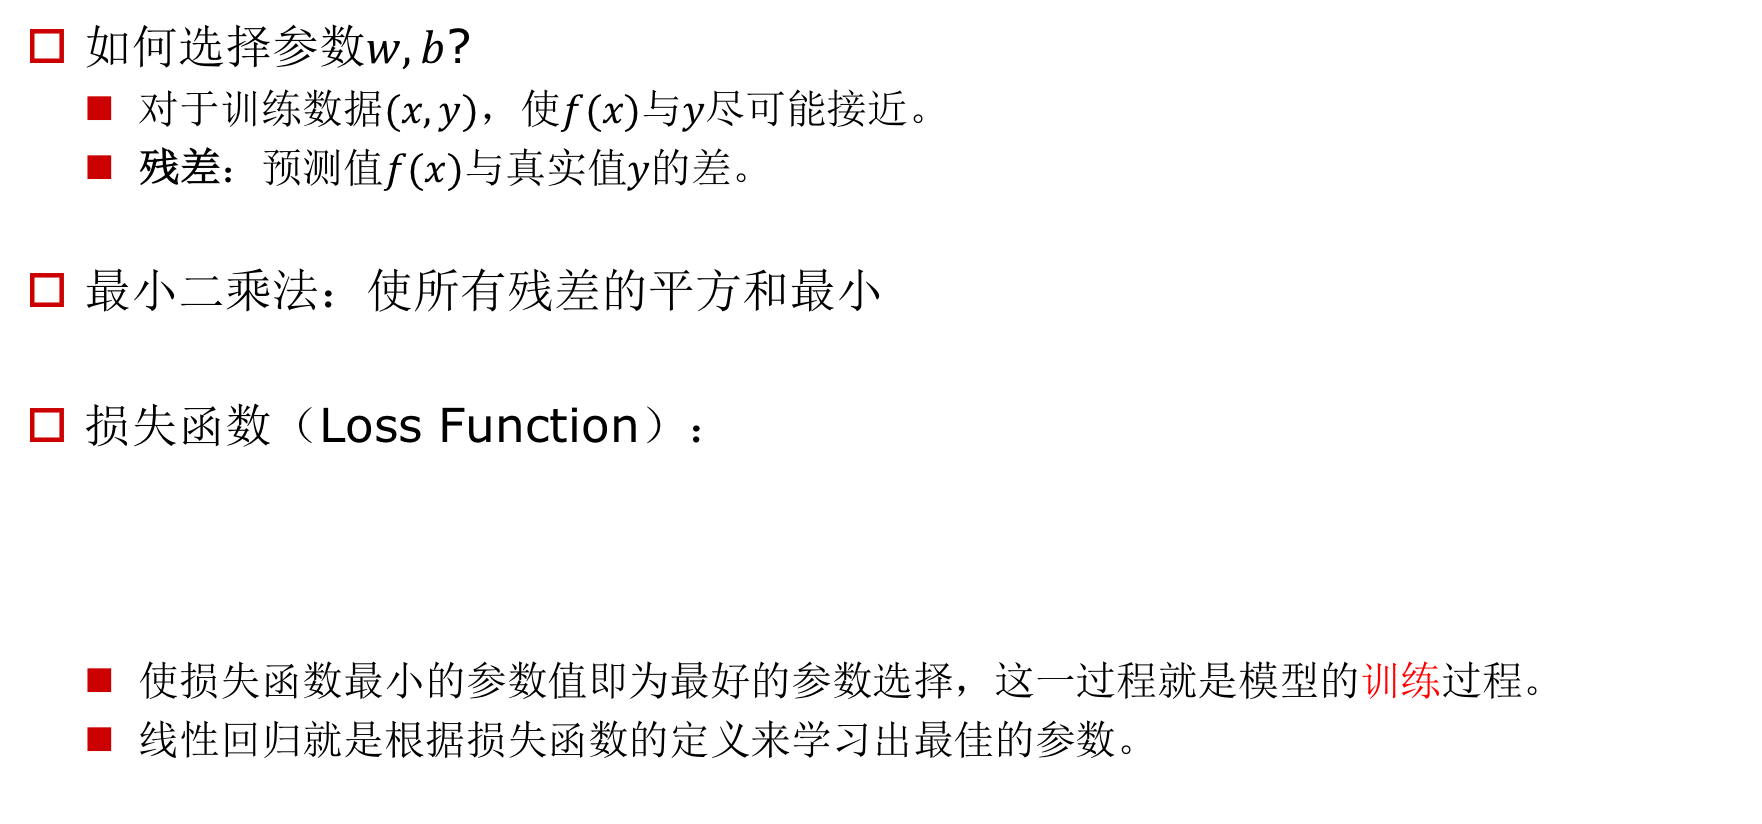 如何选择参数w, b?
对于训练数据(x, y)，使f(x)与y尽可能接近。
残差：预测值f(x)与真实值y的差。
最小二乘法：使所有残差的平方和最小
损失函数（Loss Function）：
使损失函数最小的参数值即为最好的参数选择，这一过程就是模型的训练过程。
线性回归就是根据损失函数的定义来学习出最佳的参数。